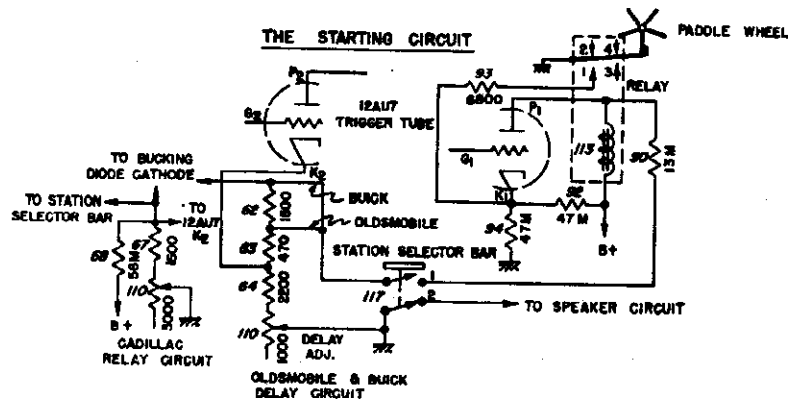 THE STARTING CIRCUIT
PADDLE WHEEL
2 4
1 3
RELAY
93
6800
P2
G2
12AU7
TRIGGER TUBE
P1
G1
K1
113
90
13M
92
47M
94
47M
B+
TO BUCKING
DIODE CATHODE
K2
BUICK
62
1800
OLDSMOBILE
TO STATION
SELECTOR BAR
TO
12AU7
K2
68
56M
67
1500
63
470
STATION SELECTOR BAR
64
2200
117
1
2
TO SPEAKER CIRCUIT
110
5000
B+
CADILLAC
RELAY CIRCUIT
110
1000
DELAY
ADJ.
OLDSMOBILE & BUICK
DELAY CIRCUIT